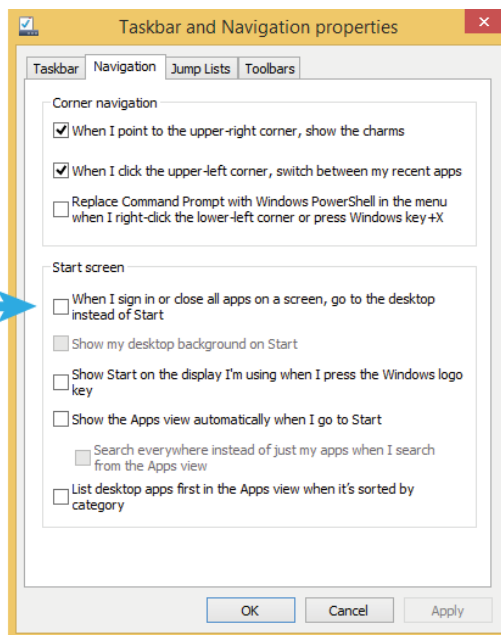 Taskbar and Navigation properties
Taskbar Navigation Jump Lists Toolbars
Corner navigation
When I point to the upper-right corner, show the charms
When I click the upper-left corner, switch between my recent apps
Replace Command Prompt with Windows PowerShell in the menu
when I right-click the lower-left corner or press Windows key+X
Start screen
When I sign in or close all apps on a screen, go to the desktop
instead of Start
Show my desktop background on Start
Show Start on the display I'm using when I press the Windows logo
key
Show the Apps view automatically when I go to Start
Search everywhere instead of just my apps when I search
from the Apps view
List desktop apps first in the Apps view when it's sorted by
category
OK Cancel Apply